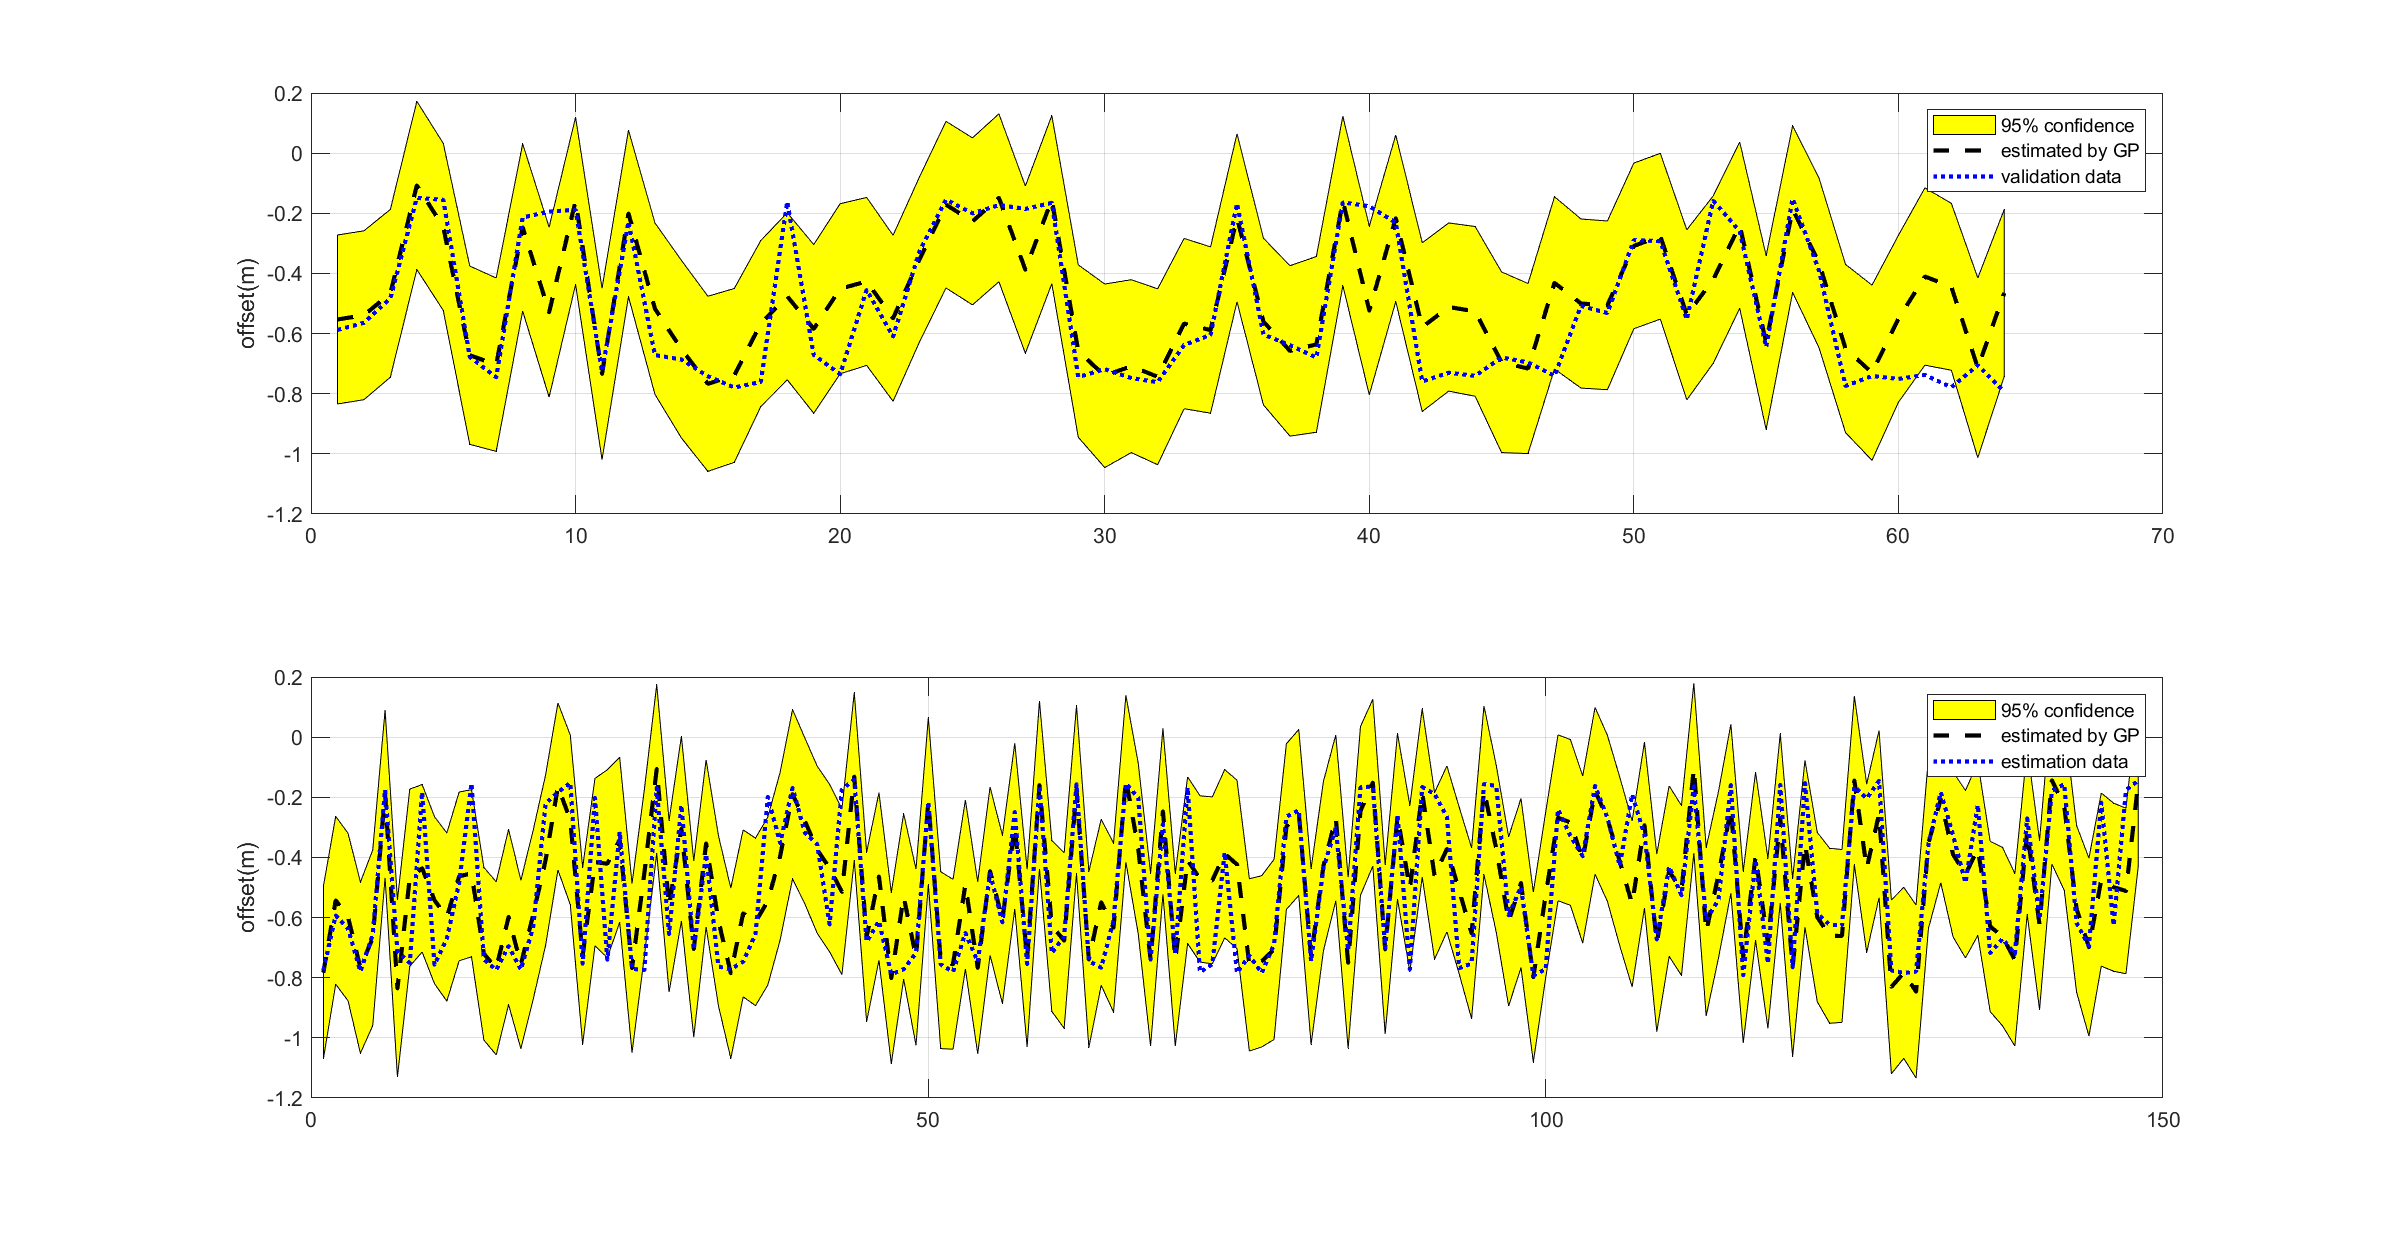 0.2
0
-0.2
-0.4
-0.6
-0.8
-1
-1.2
offset(m)
0 10 20 30 40 50 60 70
95% confidence
estimated by GP
validation data
0.2
0
-0.2
-0.4
-0.6
-0.8
-1
-1.2
offset(m)
0 50 100 150
95% confidence
estimated by GP
estimation data